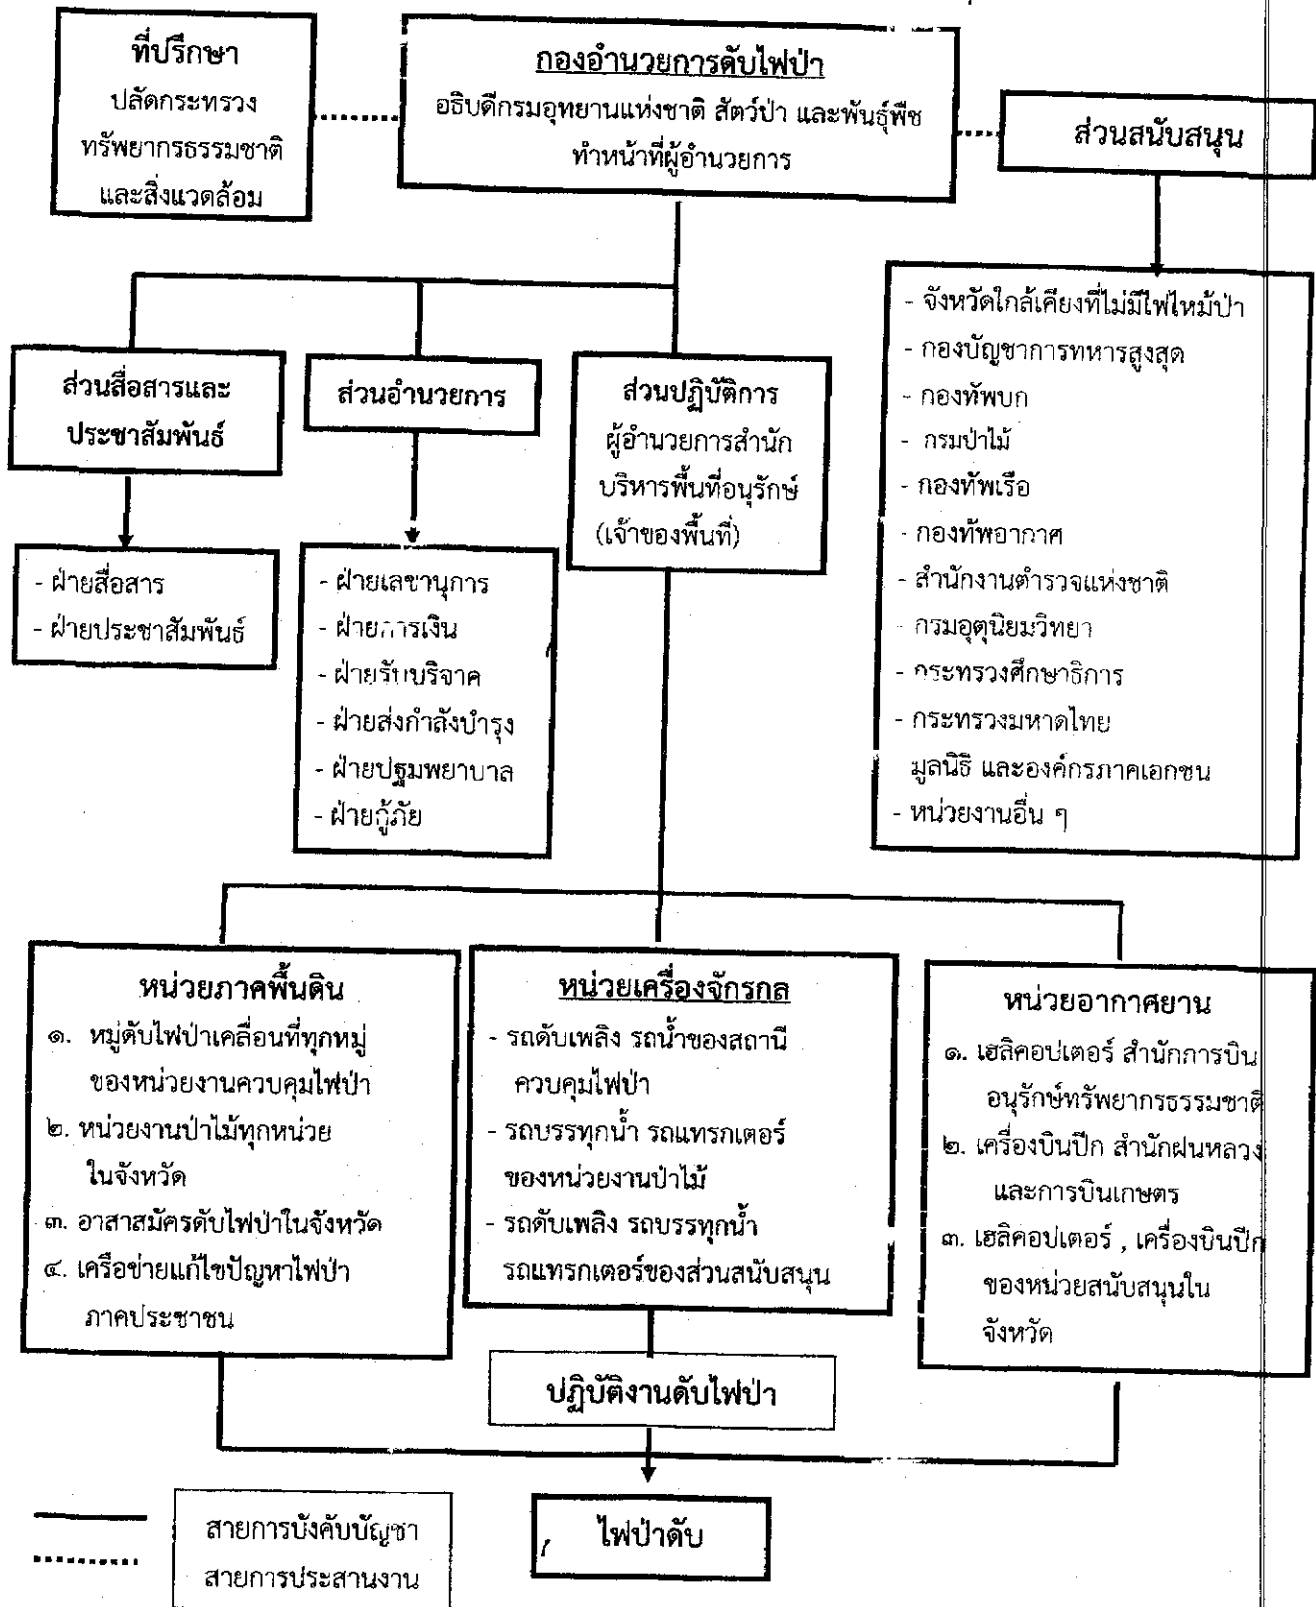 ที่ปรึกษา
ปลัดกระทรวง
ทรัพยากรธรรมชาติ
และสิ่งแวดล้อม
กองอำนวยการดับไฟป่า
อธิบดีกรมอุทยานแห่งชาติ สัตว์ป่า และพันธุ์พืช
ทำหน้าที่ผู้อำนวยการ
ส่วนสนับสนุน
ส่วนสื่อสารและ
ประชาสัมพันธ์
ส่วนอำนวยการ
ส่วนปฏิบัติการ
ผู้อำนวยการสำนัก
บริหารพื้นที่อนุรักษ์
(เจ้าของพื้นที่)
- จังหวัดใกล้เคียงที่ไม่มีไฟไหม้ป่า
- กองบัญชาการทหารสูงสุด
- กองทัพบก
- กรมป่าไม้
- กองทัพเรือ
- กองทัพอากาศ
- สำนักงานตำรวจแห่งชาติ
- กรมอุตุนิยมวิทยา
- กระทรวงศึกษาธิการ
- กระทรวงมหาดไทย
มูลนิธิ และองค์กรภาคเอกชน
- หน่วยงานอื่น ๆ
- ฝ่ายสื่อสาร
- ฝ่ายประชาสัมพันธ์
- ฝ่ายเลขานุการ
- ฝ่ายการเงิน
- ฝ่ายรับบริจาค
- ฝ่ายส่งกำลังบำรุง
- ฝ่ายปฐมพยาบาล
- ฝ่ายกู้ภัย
หน่วยภาคพื้นดิน
๑. หมู่ดับไฟป่าเคลื่อนที่ทุกหมู่
ของหน่วยงานควบคุมไฟป่า
๒. หน่วยงานป่าไม้ทุกหน่วย
ในจังหวัด
๓. อาสาสมัครดับไฟป่าในจังหวัด
๔. เครือข่ายแก้ไขปัญหาไฟป่า
ภาคประชาชน
หน่วยเครื่องจักรกล
- รถดับเพลิง รถน้ำของสถานี
ควบคุมไฟป่า
- รถบรรทุกน้ำ รถแทรกเตอร์
ของหน่วยงานป่าไม้
- รถดับเพลิง รถบรรทุกน้ำ
รถแทรกเตอร์ของส่วนสนับสนุน
หน่วยอากาศยาน
๑. เฮลิคอปเตอร์ สำนักการบิน
อนุรักษ์ทรัพยากรธรรมชาติ
๒. เครื่องบินปีก สำนักฝนหลวง
และการบินเกษตร
๓. เฮลิคอปเตอร์ , เครื่องบินปีก
ของหน่วยสนับสนุนใน
จังหวัด
ปฏิบัติงานดับไฟป่า
ไฟป่าดับ
สายการบังคับบัญชา
สายการประสานงาน